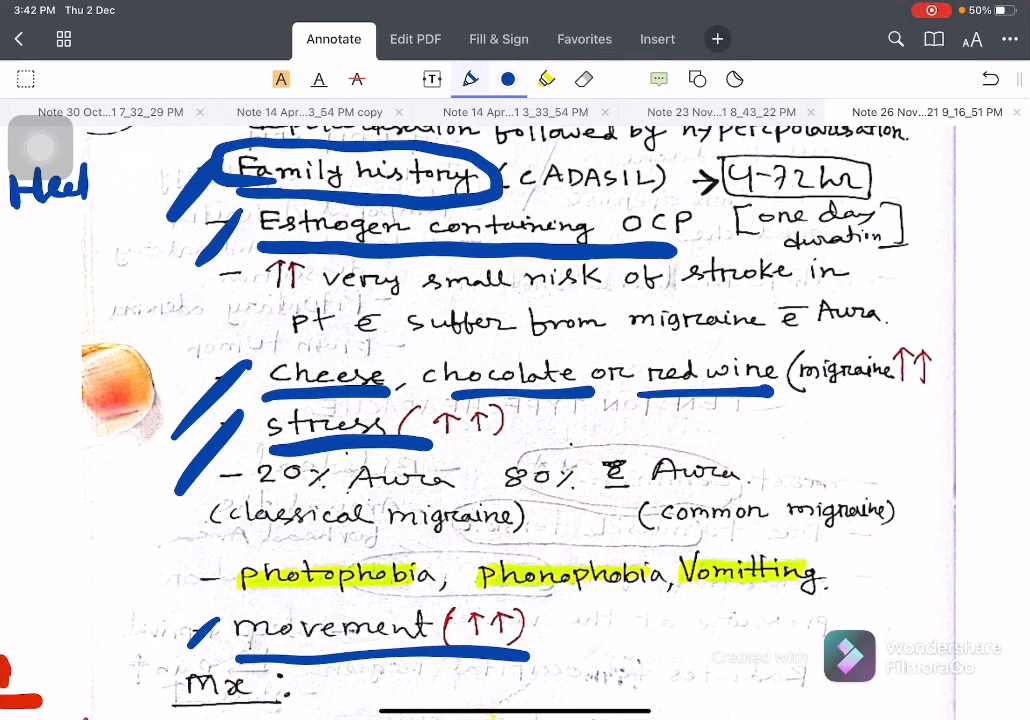 3:42 PM Thu 2 Dec
50%
Annotate Edit PDF Fill & Sign Favorites Insert
Note 30 Oct...1 7_32_29 PM Note 14 Apr...3_54 PM copy Note 14 Apr...1 3_33_54 PM Note 23 Nov...1 8_43_22 PM Note 26 Nov...21 9_16_51 PM
followed by hyperpolarisation.
Family history (CADASIL) → 4-72 hr
- Estrogen containing OCP [one day duration]
- ↑↑ very small risk of stroke in
pt c̄ suffer from migraine c̄ Aura.
- Cheese, chocolate or red wine (migraine ↑↑
- stress (↑↑)
- 20% Aura 80% Aura.
(classical migraine) (common migraine)
- photophobia, phonophobia, Vomitting.
- movement (↑↑)
Mx :
Created with Wondershare FilmoraGo